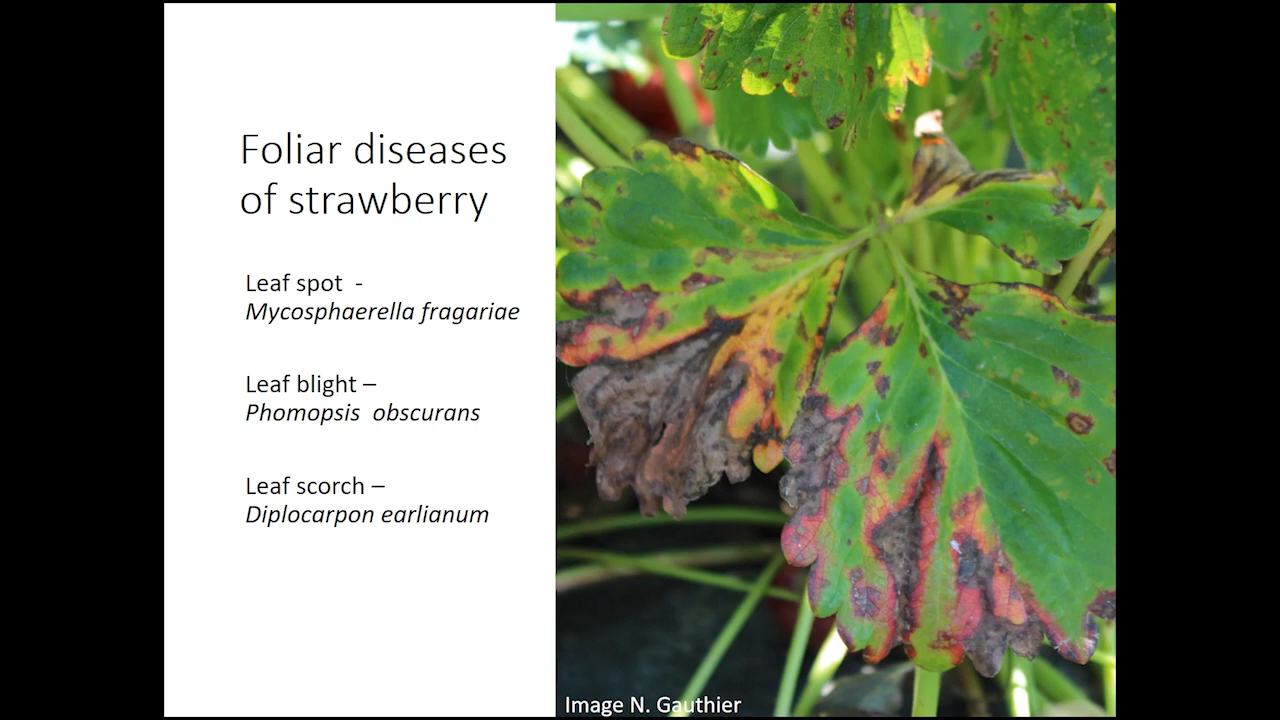 Foliar diseases
of strawberry
Leaf spot -
Mycosphaerella fragariae
Leaf blight –
Phomopsis obscurans
Leaf scorch –
Diplocarpon earlianum
Image N. Gauthier